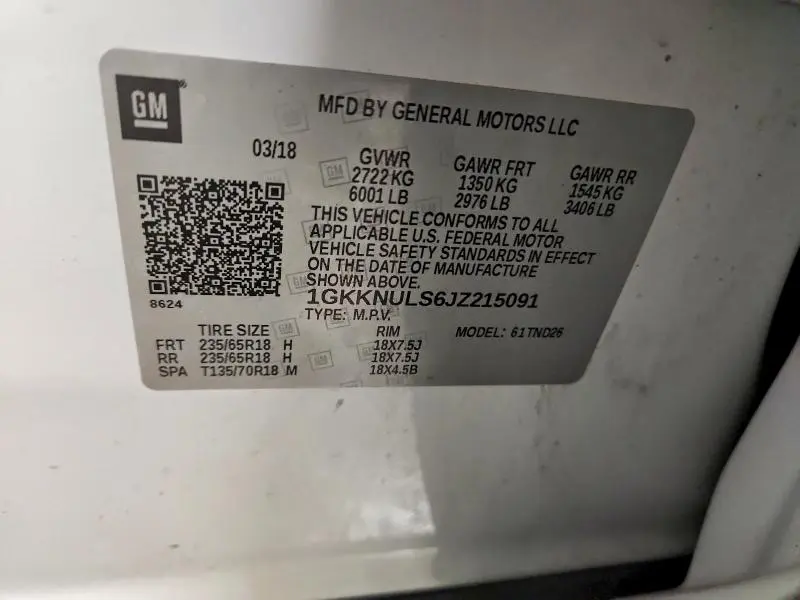 GM
MFD BY GENERAL MOTORS LLC
03/18
GVWR GAWR FRT GAWR RR
2722 KG 1350 KG 1545 KG
6001 LB 2976 LB 3406 LB
THIS VEHICLE CONFORMS TO ALL
APPLICABLE U.S. FEDERAL MOTOR
VEHICLE SAFETY STANDARDS IN EFFECT
ON THE DATE OF MANUFACTURE
SHOWN ABOVE.
8624
1GKKNULS6JZ215091
TYPE: M.P.V.
TIRE SIZE RIM MODEL: 61TND26
FRT 235/65R18 H 18X7.5J
RR 235/65R18 H 18X7.5J
SPA T135/70R18 M 18X4.5B